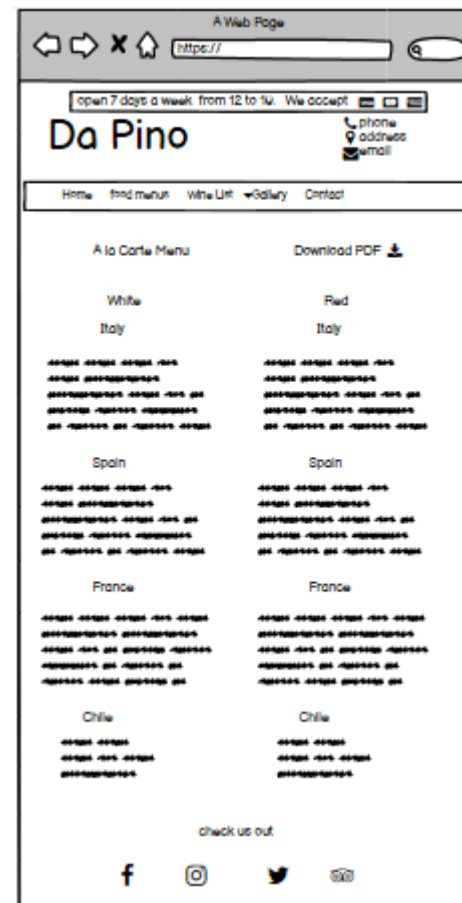 A Web Page
https://
open 7 days a week from 12 to 10. We accept
Da Pino
phone
address
email
Home food menus Wine List Gallery Contact
A la Carte Menu Download PDF
White Red
Italy Italy
Spain Spain
France France
Chile Chile
check us out